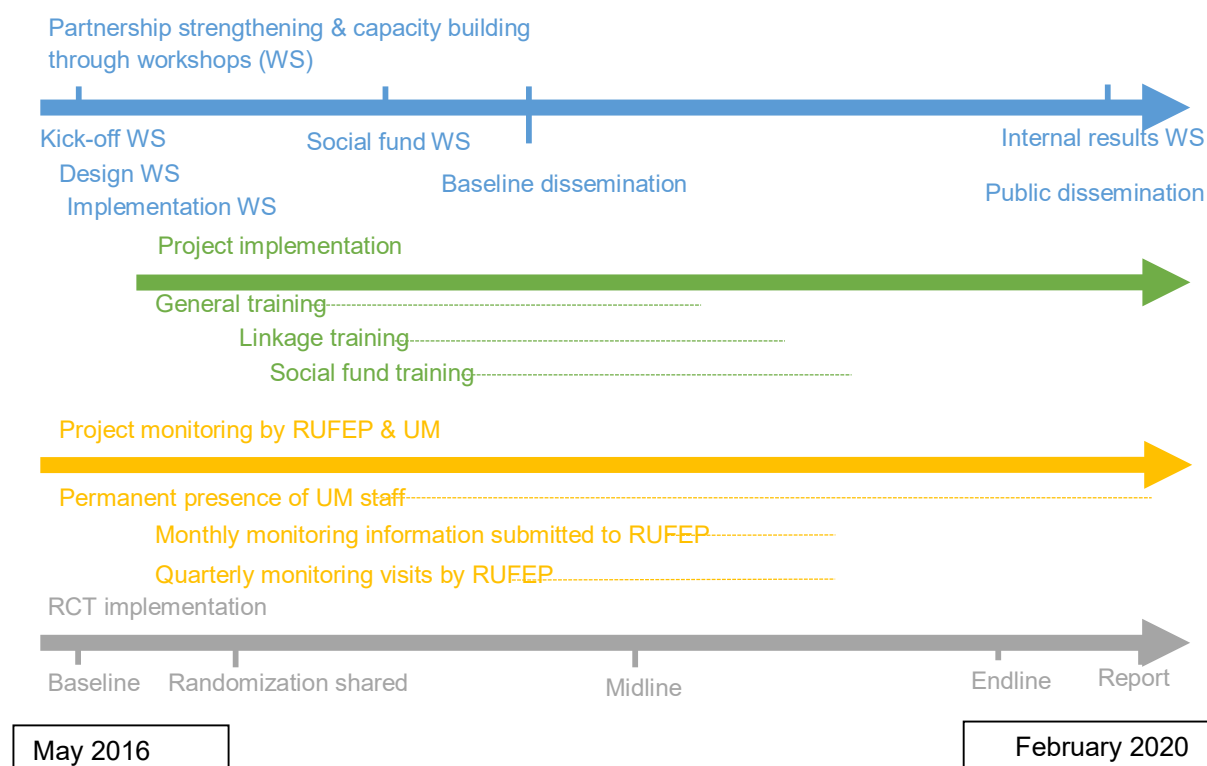 Partnership strengthening & capacity building
through workshops (WS)
Kick-off WS
Social fund WS
Internal results WS
Design WS
Baseline dissemination
Public dissemination
Implementation WS
Project implementation
General training
Linkage training
Social fund training
Project monitoring by RUFEP & UM
Permanent presence of UM staff
Monthly monitoring information submitted to RUFEP
Quarterly monitoring visits by RUFEP
RCT implementation
Baseline
Randomization shared
Midline
Endline
Report
May 2016
February 2020